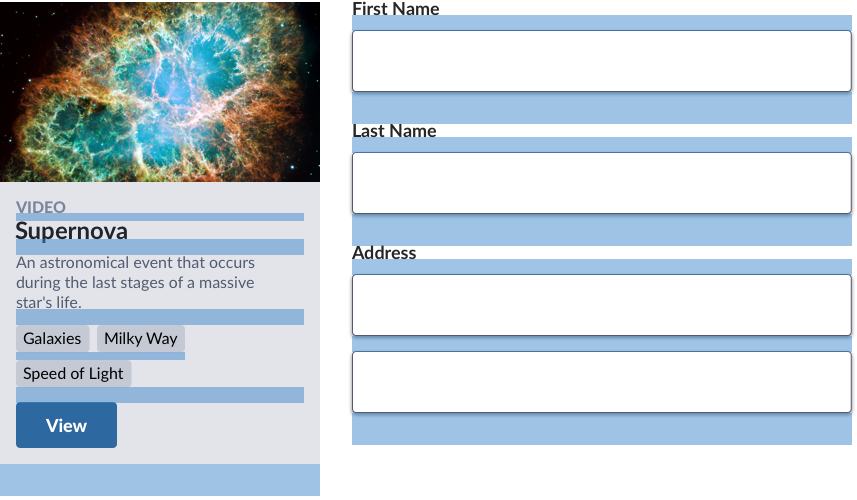 VIDEO
Supernova
An astronomical event that occurs
during the last stages of a massive
star's life.
Galaxies Milky Way
Speed of Light
View
First Name
Last Name
Address